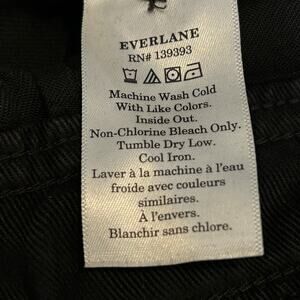 EVERLANE
RN# 139393
Machine Wash Cold
With Like Colors.
Inside Out.
Non-Chlorine Bleach Only.
Tumble Dry Low.
Cool Iron.
Laver à la machine à l'eau
froide avec couleurs
similaires.
À l'envers.
Blanchir sans chlore.